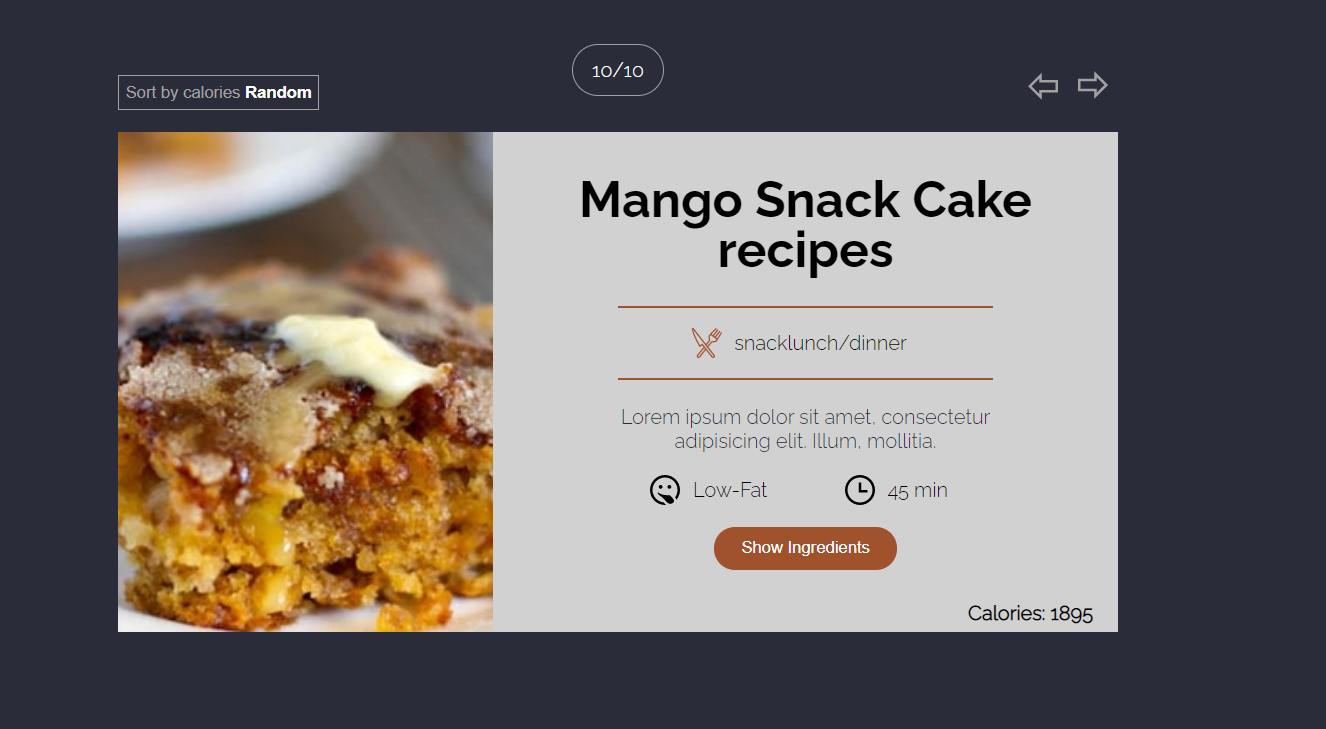 10/10
Sort by calories Random
Mango Snack Cake
recipes
snacklunch/dinner
Lorem ipsum dolor sit amet, consectetur
adipisicing elit. Illum, mollitia.
Low-Fat
45 min
Show Ingredients
Calories: 1895